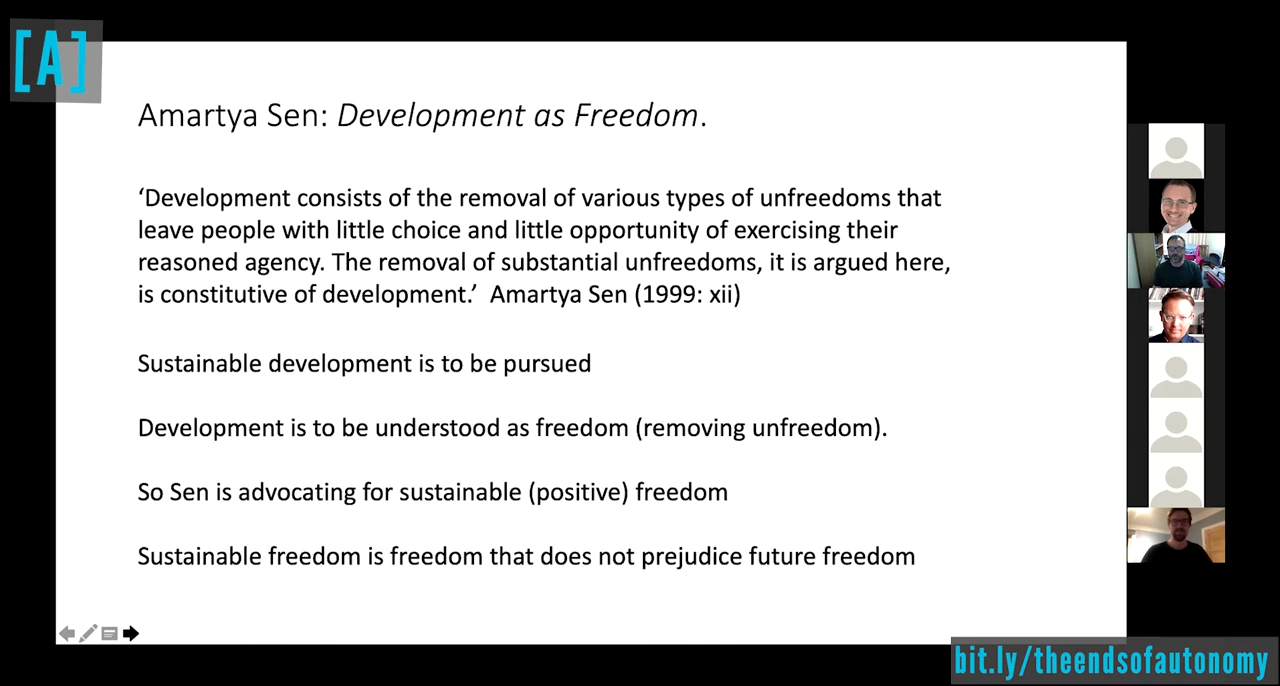 [A]
Amartya Sen: Development as Freedom.
‘Development consists of the removal of various types of unfreedoms that
leave people with little choice and little opportunity of exercising their
reasoned agency. The removal of substantial unfreedoms, it is argued here,
is constitutive of development.’ Amartya Sen (1999: xii)
Sustainable development is to be pursued
Development is to be understood as freedom (removing unfreedom).
So Sen is advocating for sustainable (positive) freedom
Sustainable freedom is freedom that does not prejudice future freedom
bit.ly/theendsofautonomy